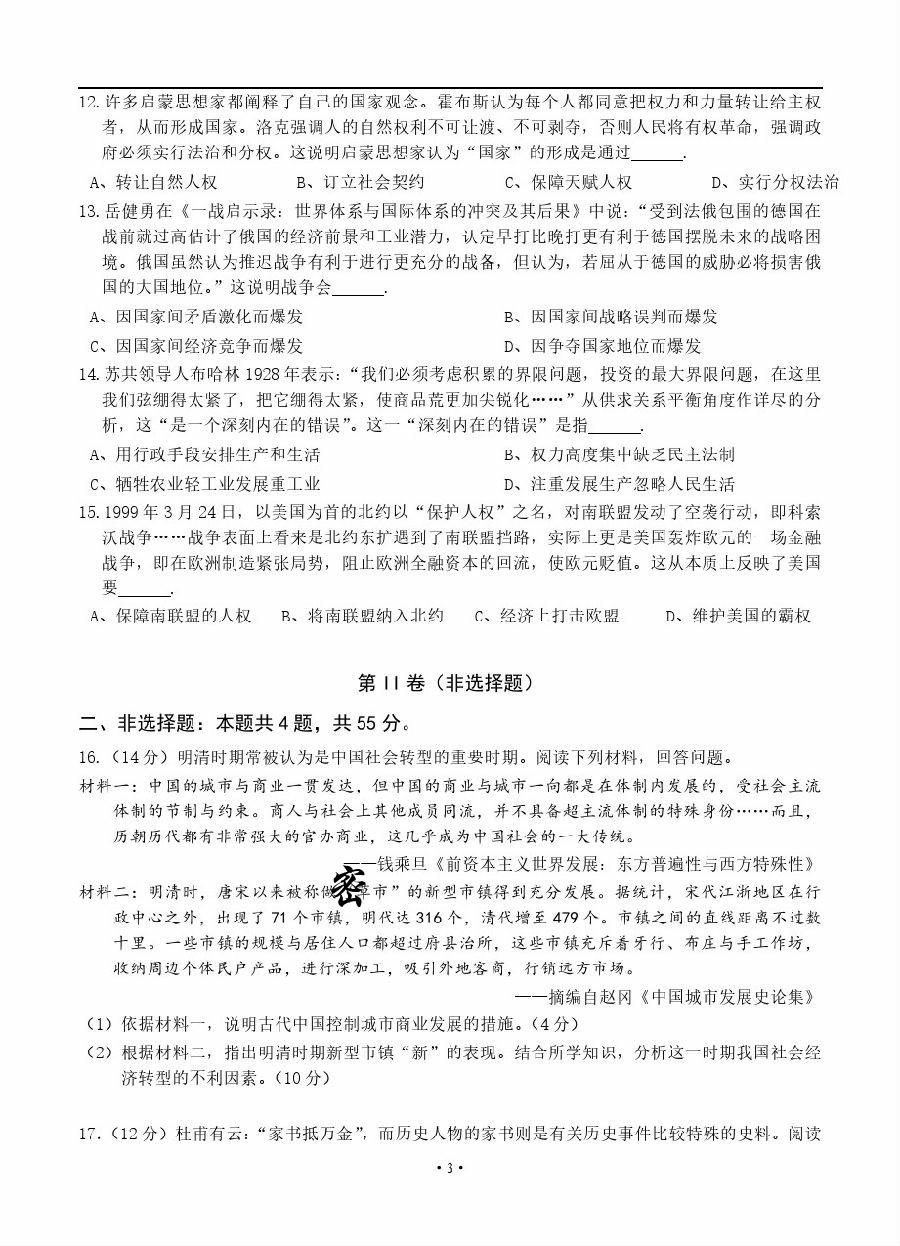 12. 许多启蒙思想家都阐释了自己的国家观念。霍布斯认为每个人都同意把权力和力量转让给主权
者，从而形成国家。洛克强调人的自然权利不可让渡、不可剥夺，否则人民将有权革命，强调政
府必须实行法治和分权。这说明启蒙思想家认为“国家”的形成是通过______.
A、转让自然人权 B、订立社会契约 C、保障天赋人权 D、实行分权法治
13. 岳健勇在《一战启示录：世界体系与国际体系的冲突及其后果》中说：“受到法俄包围的德国在
战前就过高估计了俄国的经济前景和工业潜力，认定早打比晚打更有利于德国摆脱未来的战略困
境。俄国虽然认为推迟战争有利于进行更充分的战备，但认为，若屈从于德国的威胁必将损害俄
国的大国地位。”这说明战争会______.
A、因国家间矛盾激化而爆发 B、因国家间战略误判而爆发
C、因国家间经济竞争而爆发 D、因争夺国家地位而爆发
14. 苏共领导人布哈林 1928 年表示：“我们必须考虑积累的界限问题，投资的最大界限问题，在这里
我们弦绷得太紧了，把它绷得太紧，使商品荒更加尖锐化……”从供求关系平衡角度作详尽的分
析，这“是一个深刻内在的错误”。这一“深刻内在的错误”是指______.
A、用行政手段安排生产和生活 B、权力高度集中缺乏民主法制
C、牺牲农业轻工业发展重工业 D、注重发展生产忽略人民生活
15. 1999 年 3 月 24 日，以美国为首的北约以“保护人权”之名，对南联盟发动了空袭行动，即科索
沃战争……战争表面上看来是北约东扩遇到了南联盟挡路，实际上更是美国轰炸欧元的 场金融
战争，即在欧洲制造紧张局势，阻止欧洲金融资本的回流，使欧元贬值。这从本质上反映了美国
要______.
A、保障南联盟的人权 B、将南联盟纳入北约 C、经济上打击欧盟 D、维护美国的霸权
第 II 卷（非选择题）
二、非选择题：本题共 4 题，共 55 分。
16.（14 分）明清时期常被认为是中国社会转型的重要时期。阅读下列材料，回答问题。
材料一：中国的城市与商业一贯发达，但中国的商业与城市一向都是在体制内发展的，受社会主流
体制的节制与约束。商人与社会上其他成员同流，并不具备超主流体制的特殊身份……而且，
历朝历代都有非常强大的官办商业，这几乎成为中国社会的一大传统。
——钱乘旦《前资本主义世界发展：东方普遍性与西方特殊性》
密
材料二：明清时，唐宋以来被称做“草市”的新型市镇得到充分发展。据统计，宋代江浙地区在行
政中心之外，出现了 71 个市镇，明代达 316 个，清代增至 479 个。市镇之间的直线距离不过数
十里。一些市镇的规模与居住人口都超过府县治所，这些市镇充斥着牙行、布庄与手工作坊，
收纳周边个体民户产品，进行深加工，吸引外地客商，行销远方市场。
——摘编自赵冈《中国城市发展史论集》
（1）依据材料一，说明古代中国控制城市商业发展的措施。（4 分）
（2）根据材料二，指出明清时期新型市镇“新”的表现。结合所学知识，分析这一时期我国社会经
济转型的不利因素。（10 分）
17.（12 分）杜甫有云：“家书抵万金”，而历史人物的家书则是有关历史事件比较特殊的史料。阅读
·3·